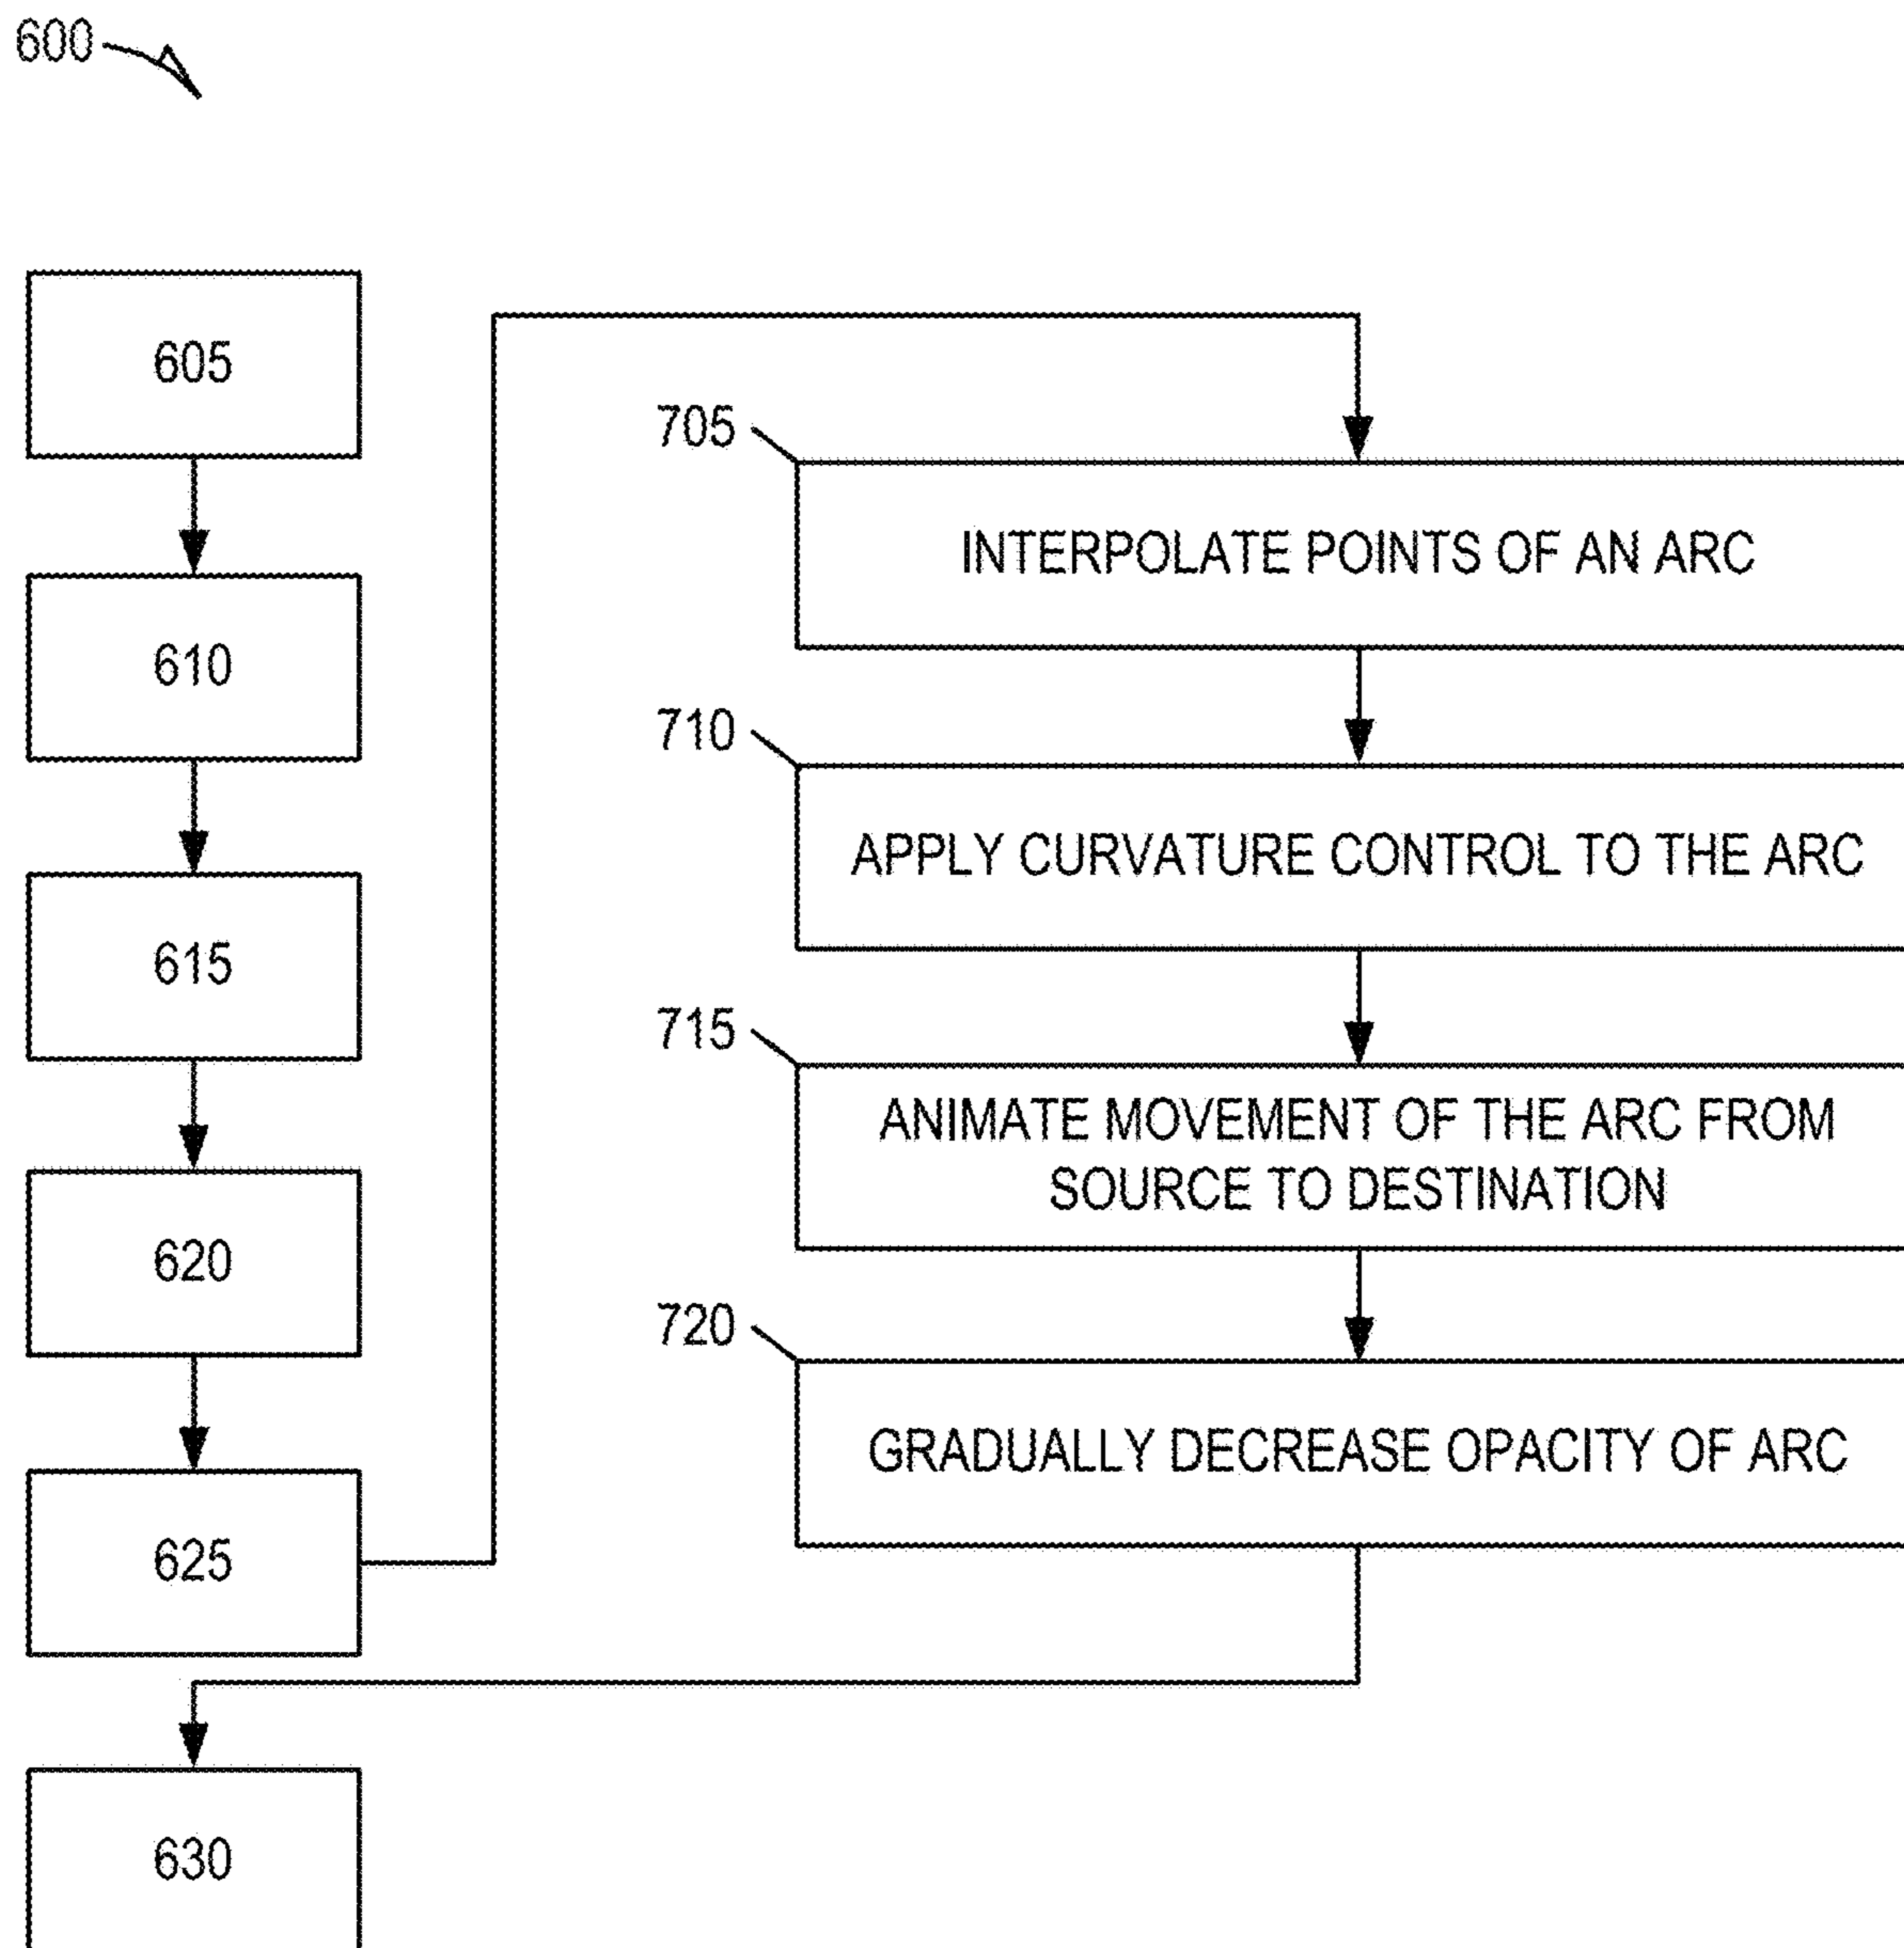 600
605
610
615
620
625
630
705
INTERPOLATE POINTS OF AN ARC
710
APPLY CURVATURE CONTROL TO THE ARC
715
ANIMATE MOVEMENT OF THE ARC FROM
SOURCE TO DESTINATION
720
GRADUALLY DECREASE OPACITY OF ARC